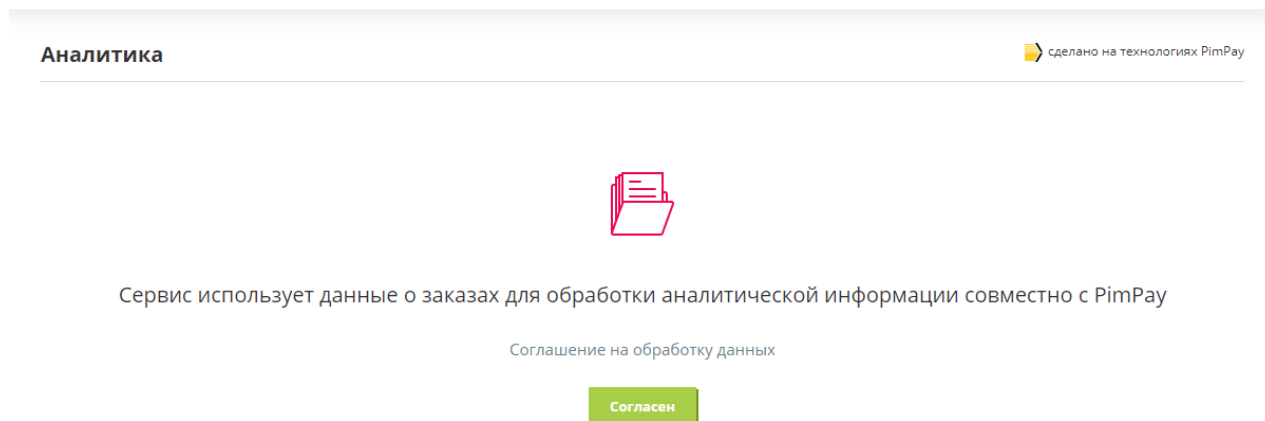 Аналитика
сделано на технологиях PimPay
Сервис использует данные о заказах для обработки аналитической информации совместно с PimPay
Соглашение на обработку данных
Согласен